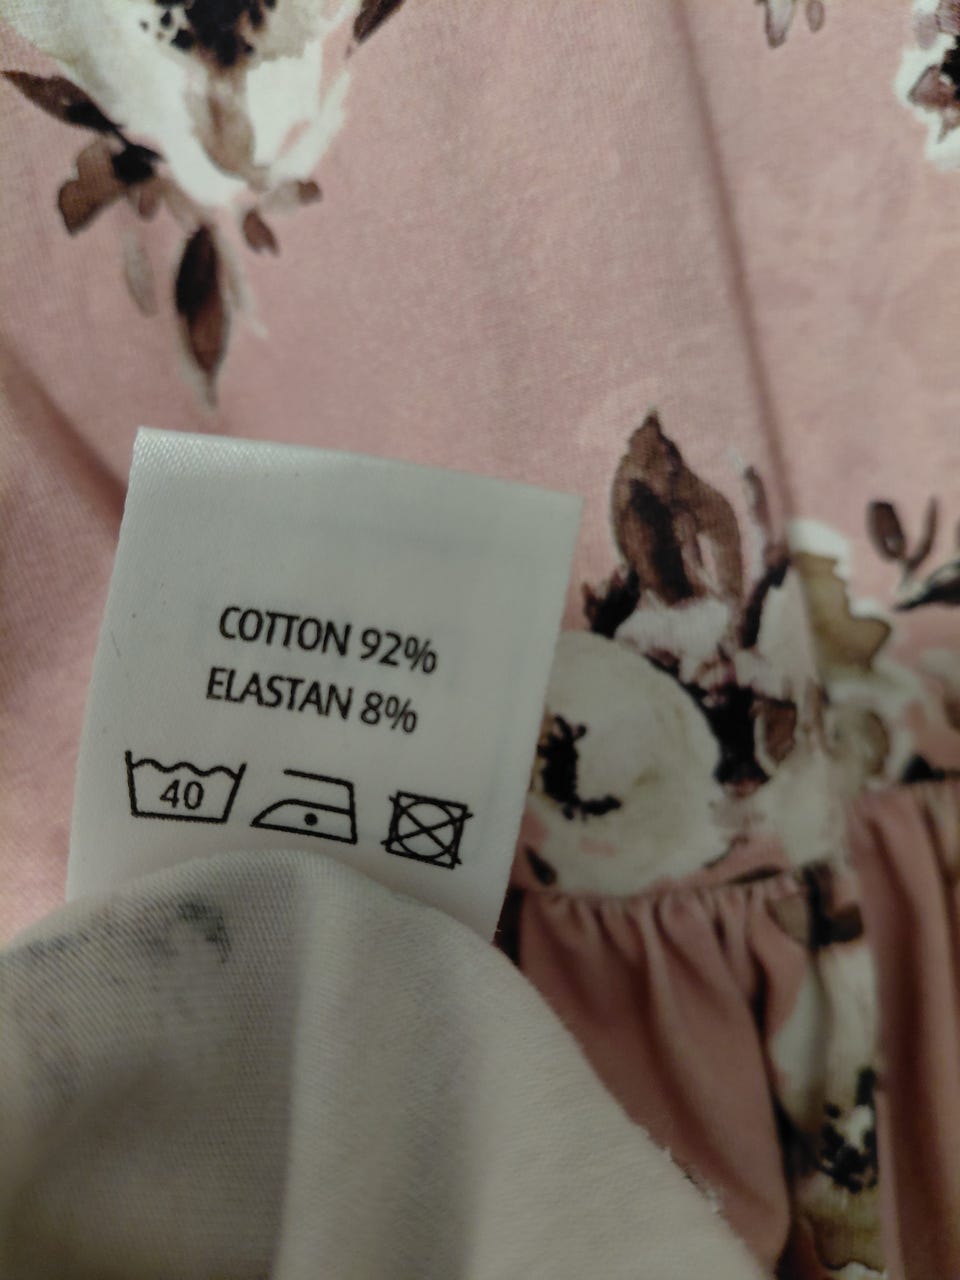 COTTON 92%
ELASTAN 8%
40